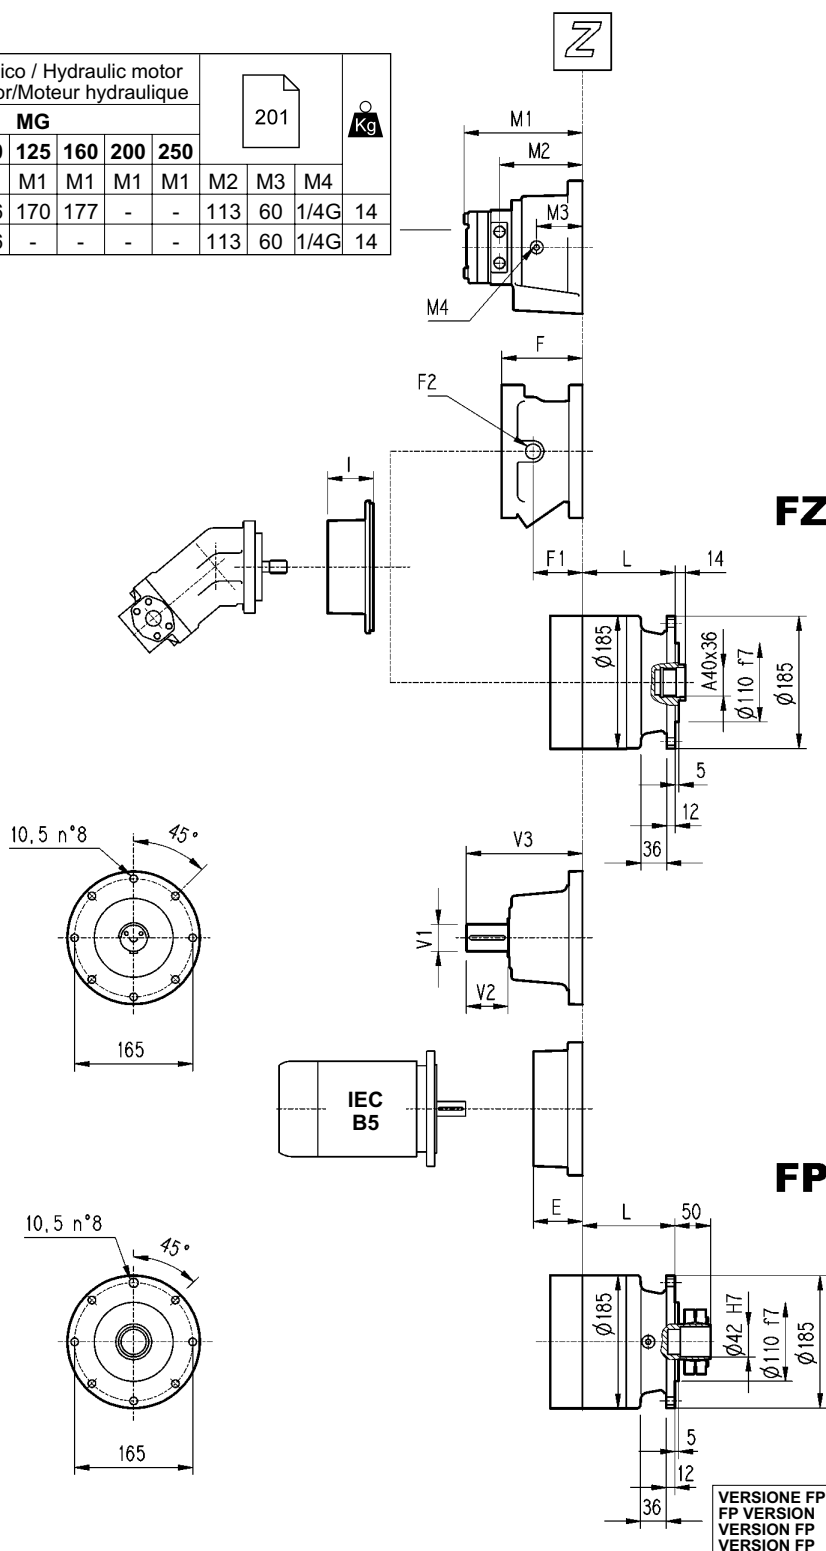 Z
ico / Hydraulic motor
or/Moteur hydraulique
201
Kg
MG
0 125 160 200 250
M1 M1 M1 M1 M2 M3 M4
6 170 177 - - 113 60 1/4G 14
6 - - - - 113 60 1/4G 14
M1
M2
M3
M4
F
F2
I
FZ
F1 L 14
Ø185
A40x36
Ø110 f7
Ø185
5
12
36
10,5 n°8
45°
165
V3
V1
V2
IEC
B5
FP
E L 50
10,5 n°8
45°
165
Ø185
Ø42 H7
Ø110 f7
Ø185
5
12
36
VERSIONE FP
FP VERSION
VERSION FP
VERSION FP